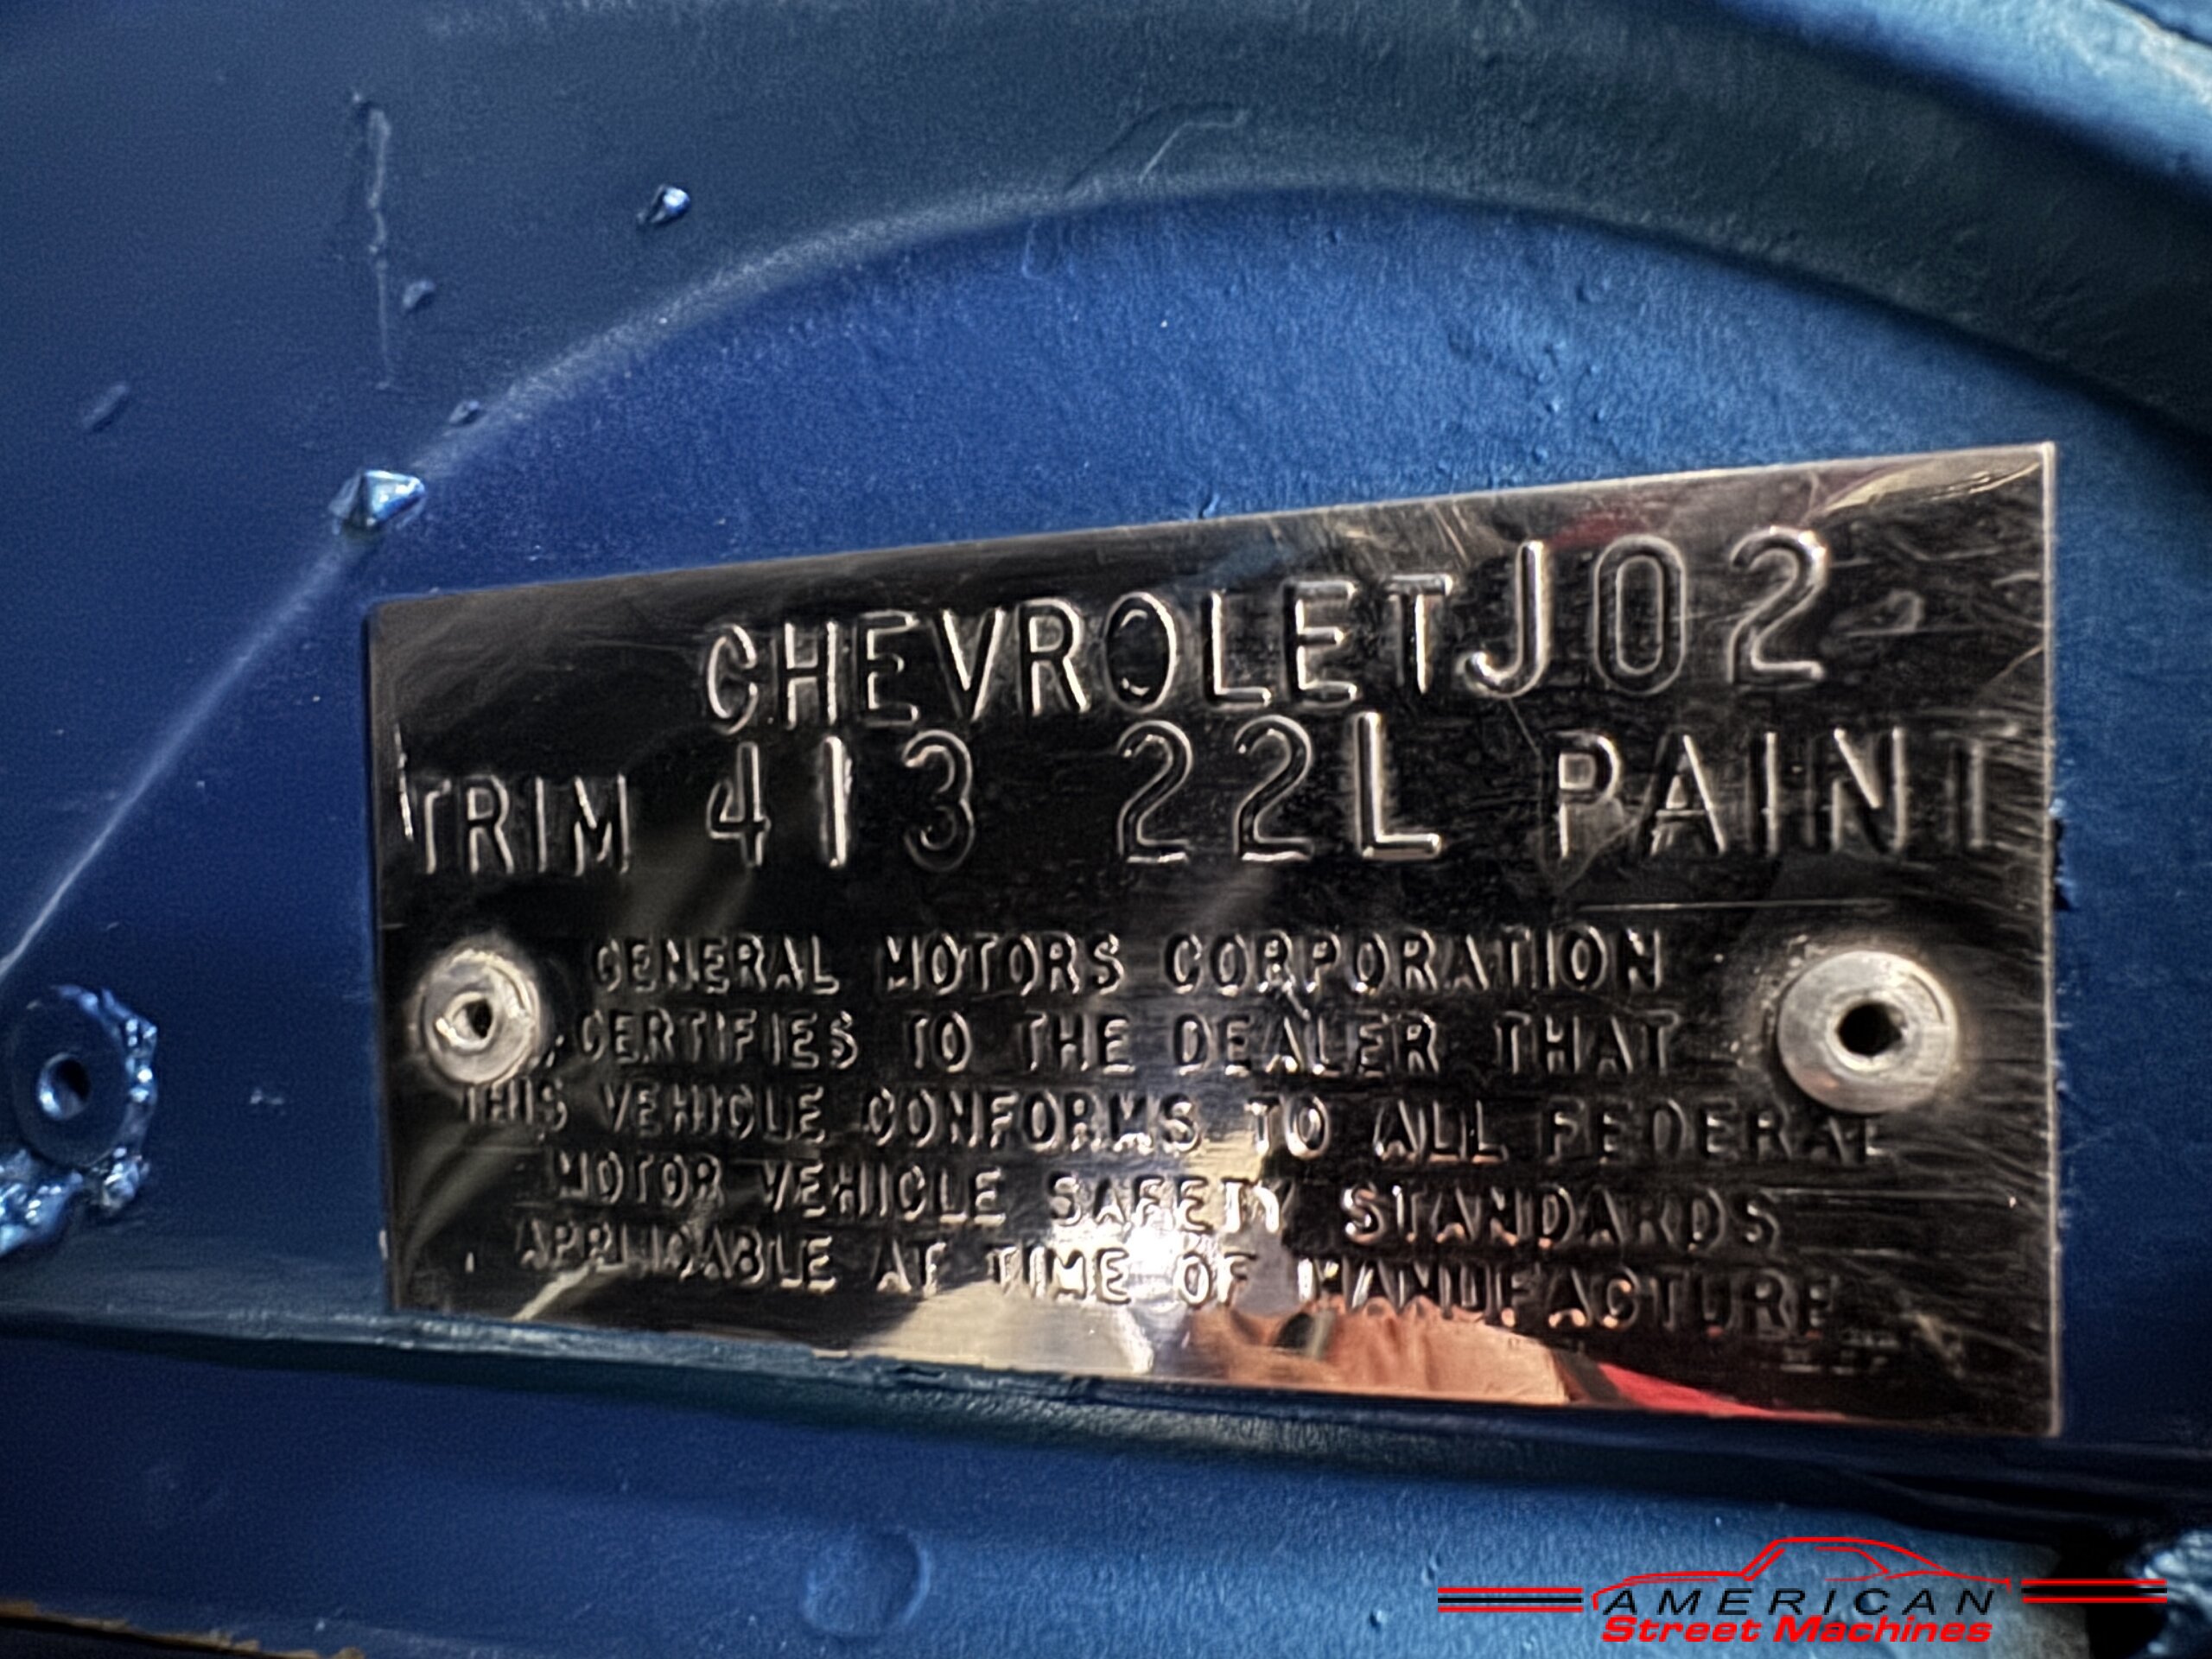 CHEVROLET J02
TRIM 413 22L PAINT
GENERAL MOTORS CORPORATION
CERTIFIES TO THE DEALER THAT
THIS VEHICLE CONFORMS TO ALL FEDERAL
MOTOR VEHICLE SAFETY STANDARDS
APPLICABLE AT TIME OF MANUFACTURE
AMERICAN
Street Machines